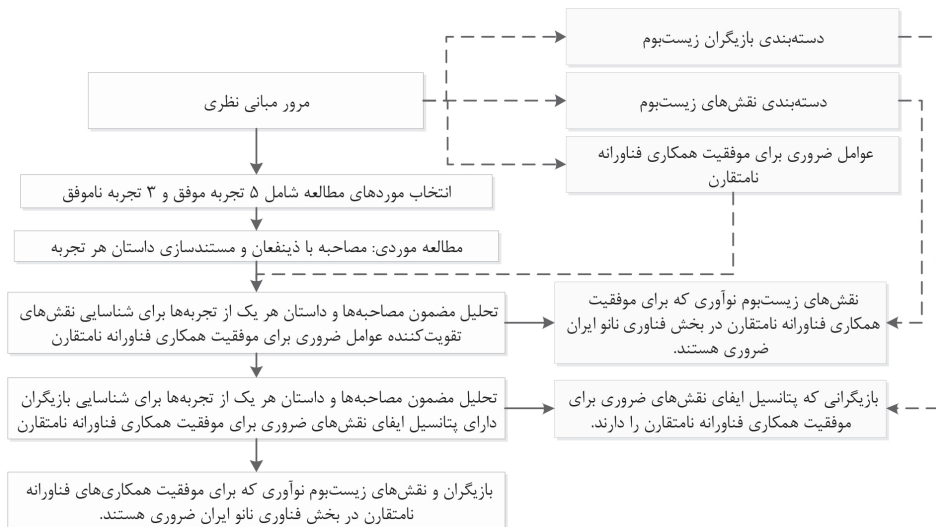 دسته‌بندی بازیگران زیست‌بوم
مرور مبانی نظری
دسته‌بندی نقش‌های زیست‌بوم
عوامل ضروری برای موفقیت همکاری فناورانه
نامتقارن
انتخاب موردهای مطالعه شامل ۵ تجربه موفق و ۳ تجربه ناموفق
مطالعه موردی: مصاحبه با ذینفعان و مستندسازی داستان هر تجربه
تحلیل مضمون مصاحبه‌ها و داستان هر یک از تجربه‌ها برای شناسایی نقش‌های
تقویت‌کننده عوامل ضروری برای موفقیت همکاری فناورانه نامتقارن
نقش‌های زیست‌بوم نوآوری که برای موفقیت
همکاری فناورانه نامتقارن در بخش فناوری نانو ایران
ضروری هستند.
تحلیل مضمون مصاحبه‌ها و داستان هر یک از تجربه‌ها برای شناسایی بازیگران
دارای پتانسیل ایفای نقش‌های ضروری برای موفقیت همکاری فناورانه نامتقارن
بازیگرانی که پتانسیل ایفای نقش‌های ضروری برای
موفقیت همکاری فناورانه نامتقارن را دارند.
بازیگران و نقش‌های زیست‌بوم نوآوری که برای موفقیت همکاری‌های فناورانه
نامتقارن در بخش فناوری نانو ایران ضروری هستند.